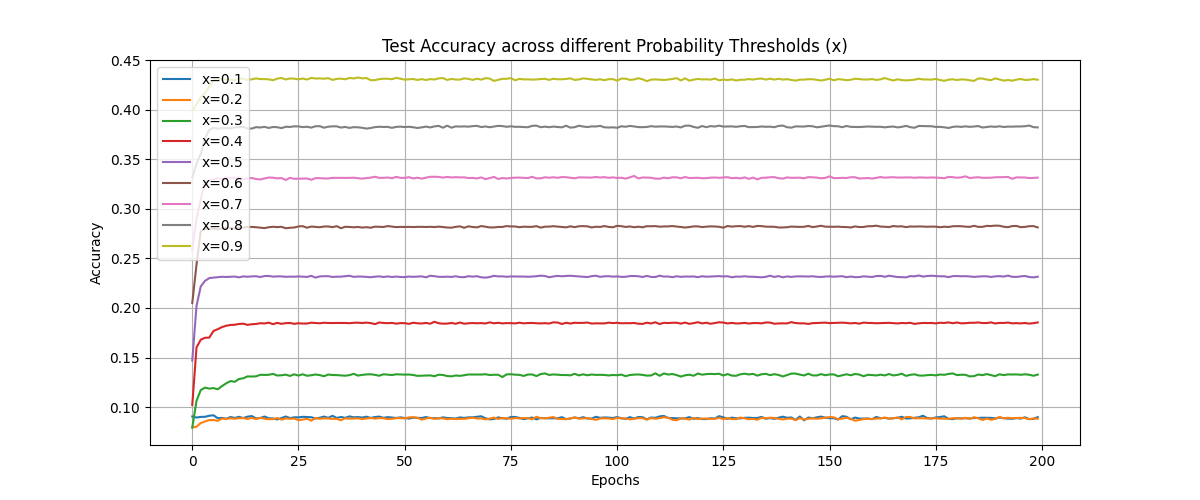 Test Accuracy across different Probability Thresholds (x)
0.45
0.40
0.35
0.30
0.25
0.20
0.15
0.10
Accuracy
x=0.1
x=0.2
x=0.3
x=0.4
x=0.5
x=0.6
x=0.7
x=0.8
x=0.9
0 25 50 75 100 125 150 175 200
Epochs